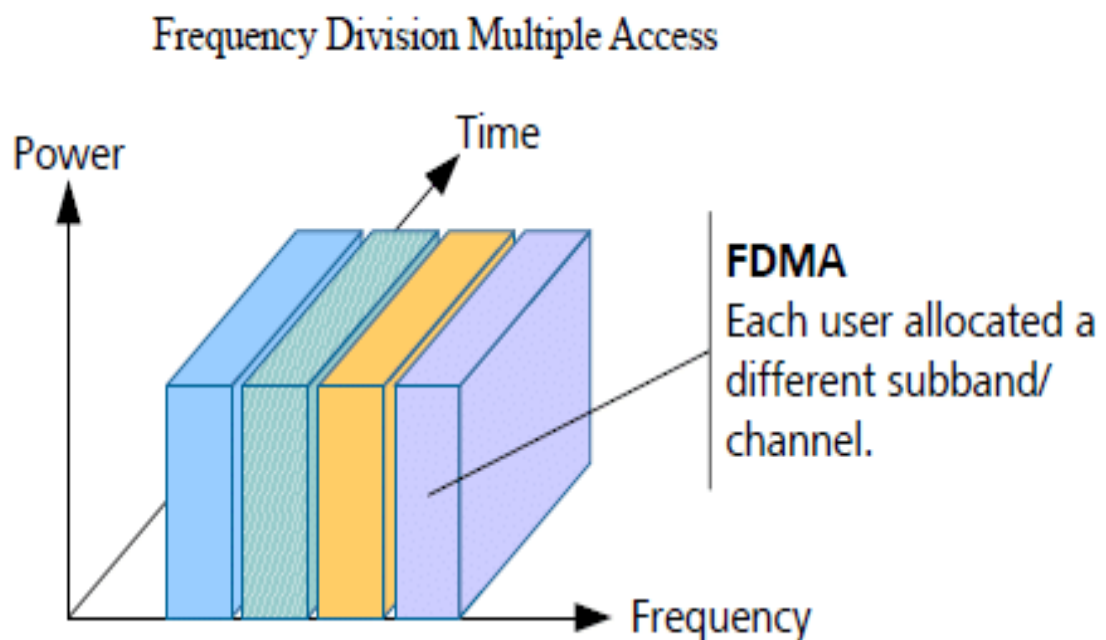 Frequency Division Multiple Access
Power
Time
FDMA
Each user allocated a
different subband/
channel.
Frequency